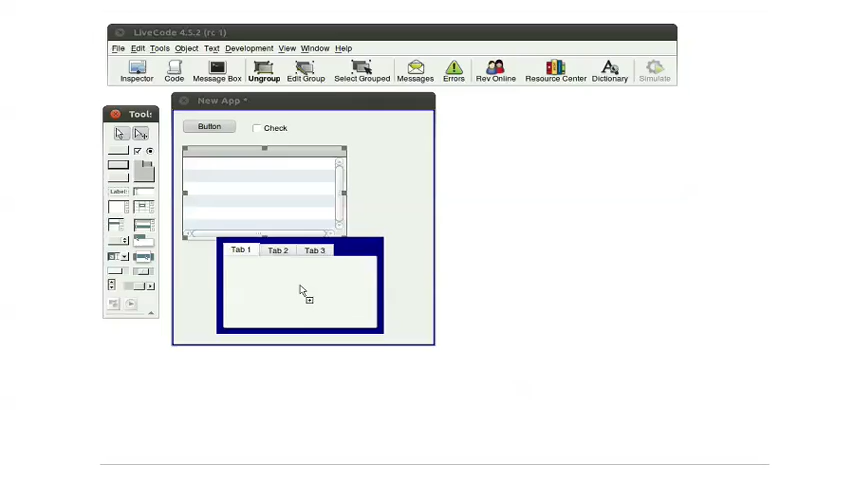 LiveCode 4.5.2 (rc 1)
File Edit Tools Object Text Development View Window Help
Inspector Code Message Box Ungroup Edit Group Select Grouped Messages Errors Rev Online Resource Center Dictionary Simulate
New App *
Tools
Button
Check
Label:
Tab 1 Tab 2 Tab 3